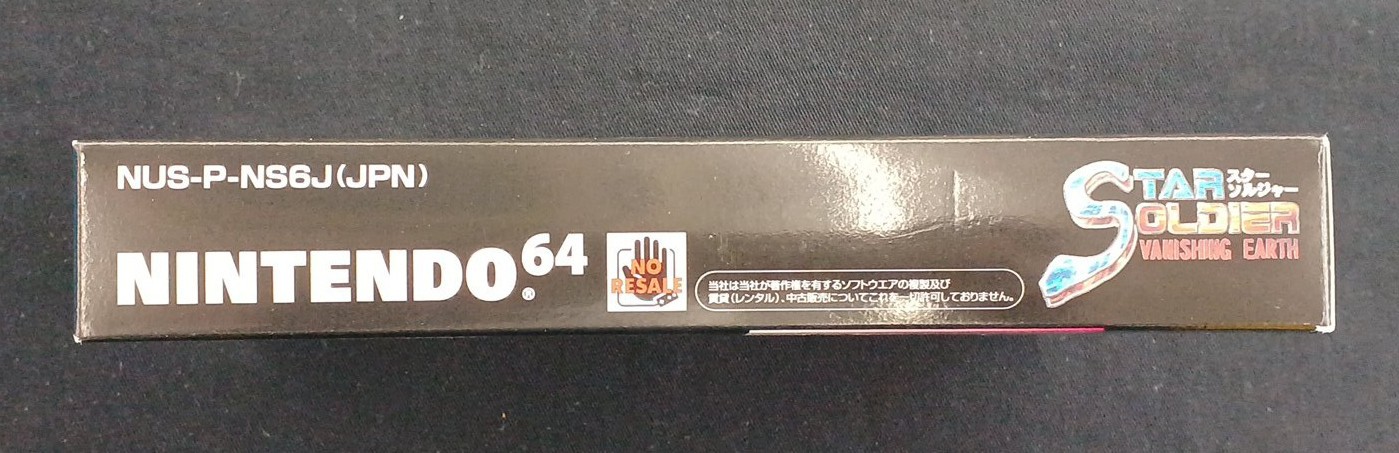 NUS-P-NS6J(JPN)
NINTENDO64®
NO
RESALE
当社は当社が著作権を有するソフトウエアの複製及び
賃貸(レンタル)、中古販売についてこれを一切許可しておりません。
STAR スター
ソルジャー
SOLDIER
VANISHING EARTH